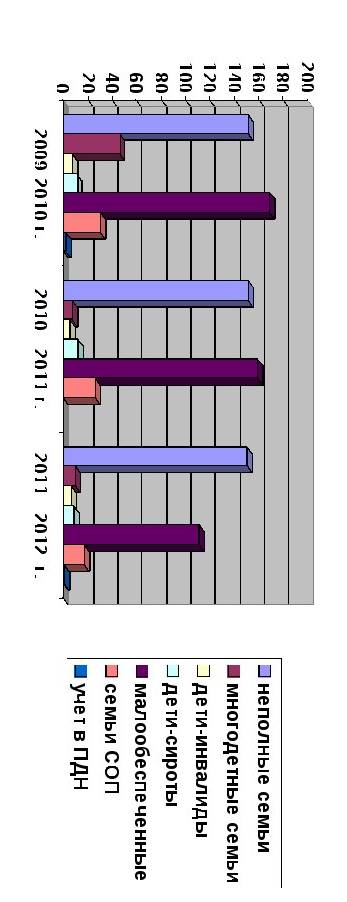 200
180
160
140
120
100
80
60
40
20
0
2009 2010 г.
2010 2011 г.
2011 2012 г.
неполные семьи
многодетные семьи
дети-инвалиды
дети-сироты
малообеспеченные
семьи СОП
учет в ПДН